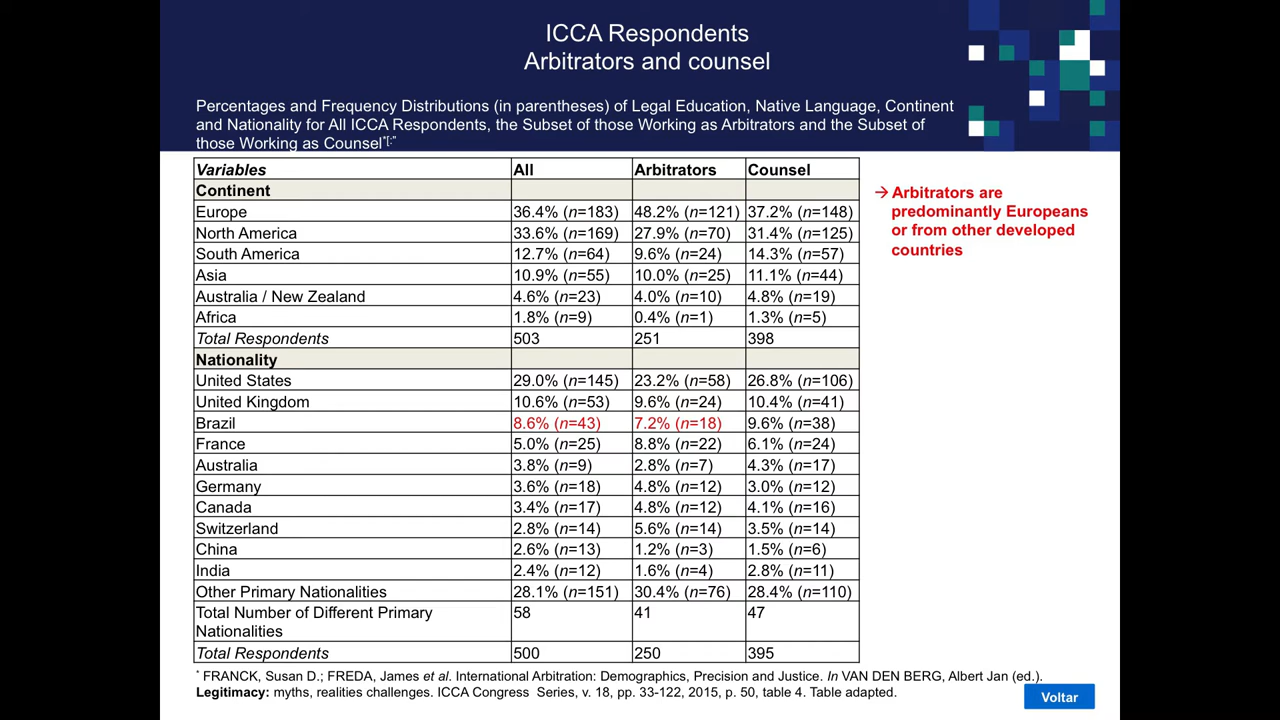 ICCA Respondents
Arbitrators and counsel
Percentages and Frequency Distributions (in parentheses) of Legal Education, Native Language, Continent
and Nationality for All ICCA Respondents, the Subset of those Working as Arbitrators and the Subset of
those Working as Counsel*[;"
Variables All Arbitrators Counsel
Continent
Europe 36.4% (n=183) 48.2% (n=121) 37.2% (n=148)
North America 33.6% (n=169) 27.9% (n=70) 31.4% (n=125)
South America 12.7% (n=64) 9.6% (n=24) 14.3% (n=57)
Asia 10.9% (n=55) 10.0% (n=25) 11.1% (n=44)
Australia / New Zealand 4.6% (n=23) 4.0% (n=10) 4.8% (n=19)
Africa 1.8% (n=9) 0.4% (n=1) 1.3% (n=5)
Total Respondents 503 251 398
Nationality
United States 29.0% (n=145) 23.2% (n=58) 26.8% (n=106)
United Kingdom 10.6% (n=53) 9.6% (n=24) 10.4% (n=41)
Brazil 8.6% (n=43) 7.2% (n=18) 9.6% (n=38)
France 5.0% (n=25) 8.8% (n=22) 6.1% (n=24)
Australia 3.8% (n=9) 2.8% (n=7) 4.3% (n=17)
Germany 3.6% (n=18) 4.8% (n=12) 3.0% (n=12)
Canada 3.4% (n=17) 4.8% (n=12) 4.1% (n=16)
Switzerland 2.8% (n=14) 5.6% (n=14) 3.5% (n=14)
China 2.6% (n=13) 1.2% (n=3) 1.5% (n=6)
India 2.4% (n=12) 1.6% (n=4) 2.8% (n=11)
Other Primary Nationalities 28.1% (n=151) 30.4% (n=76) 28.4% (n=110)
Total Number of Different Primary 58 41 47
Nationalities
Total Respondents 500 250 395
→ Arbitrators are
predominantly Europeans
or from other developed
countries
* FRANCK, Susan D.; FREDA, James et al. International Arbitration: Demographics, Precision and Justice. In VAN DEN BERG, Albert Jan (ed.).
Legitimacy: myths, realities challenges. ICCA Congress Series, v. 18, pp. 33-122, 2015, p. 50, table 4. Table adapted.
Voltar